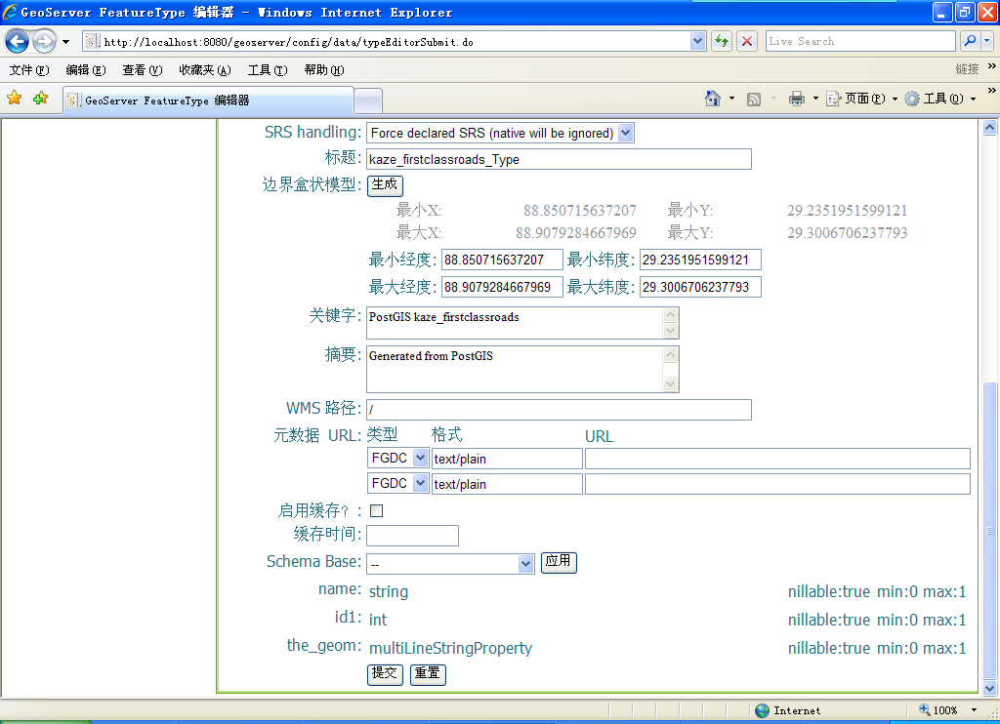 GeoServer FeatureType 编辑器 - Windows Internet Explorer
http://localhost:8080/geoserver/config/data/typeEditorSubmit.do
Live Search
文件(F) 编辑(E) 查看(V) 收藏夹(A) 工具(T) 帮助(H) 链接 »
GeoServer FeatureType 编辑器 页面(P) 工具(O) »
SRS handling: Force declared SRS (native will be ignored)
标题: kaze_firstclassroads_Type
边界盒状模型: 生成
最小X: 88.850715637207 最小Y: 29.2351951599121
最大X: 88.9079284667969 最大Y: 29.3006706237793
最小经度: 88.850715637207 最小纬度: 29.2351951599121
最大经度: 88.9079284667969 最大纬度: 29.3006706237793
关键字: PostGIS kaze_firstclassroads
摘要: Generated from PostGIS
WMS 路径: /
元数据 URL: 类型 格式 URL
FGDC text/plain
FGDC text/plain
启用缓存? :
缓存时间:
Schema Base: -- 应用
name: string nillable:true min:0 max:1
id1: int nillable:true min:0 max:1
the_geom: multiLineStringProperty nillable:true min:0 max:1
提交 重置
Internet 100%